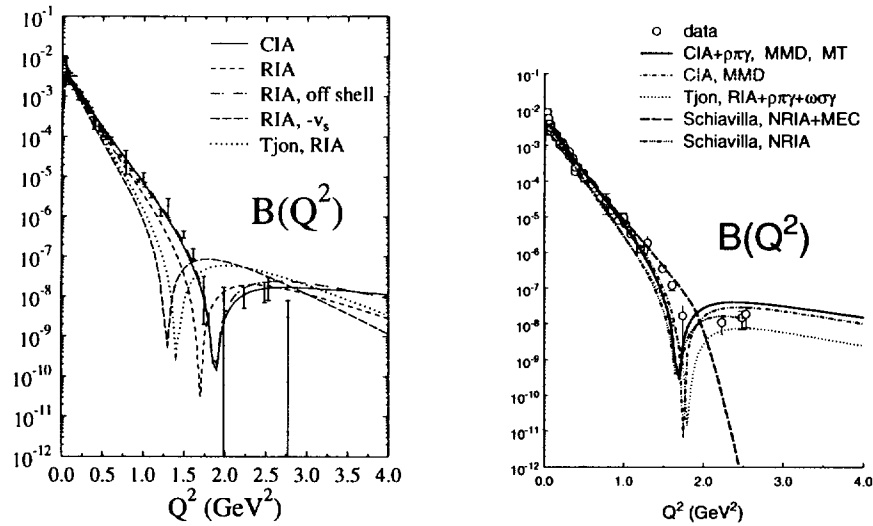 10^0
10^-1
10^-2
10^-3
10^-4
10^-5
10^-6
10^-7
10^-8
10^-9
10^-10
10^-11
10^-12
CIA
RIA
RIA, off shell
RIA, -v_s
Tjon, RIA
B(Q^2)
0.0 0.5 1.0 1.5 2.0 2.5 3.0 4.0
Q^2 (GeV^2)
data
CIA+ρπγ, MMD, MT
CIA, MMD
Tjon, RIA+ρπγ+ωσγ
Schiavilla, NRIA+MEC
Schiavilla, NRIA
10^-1
10^-2
10^-3
10^-4
10^-5
10^-6
10^-7
10^-8
10^-9
10^-10
10^-11
10^-12
B(Q^2)
0.0 1.0 2.0 3.0 4.0
Q^2 (GeV^2)